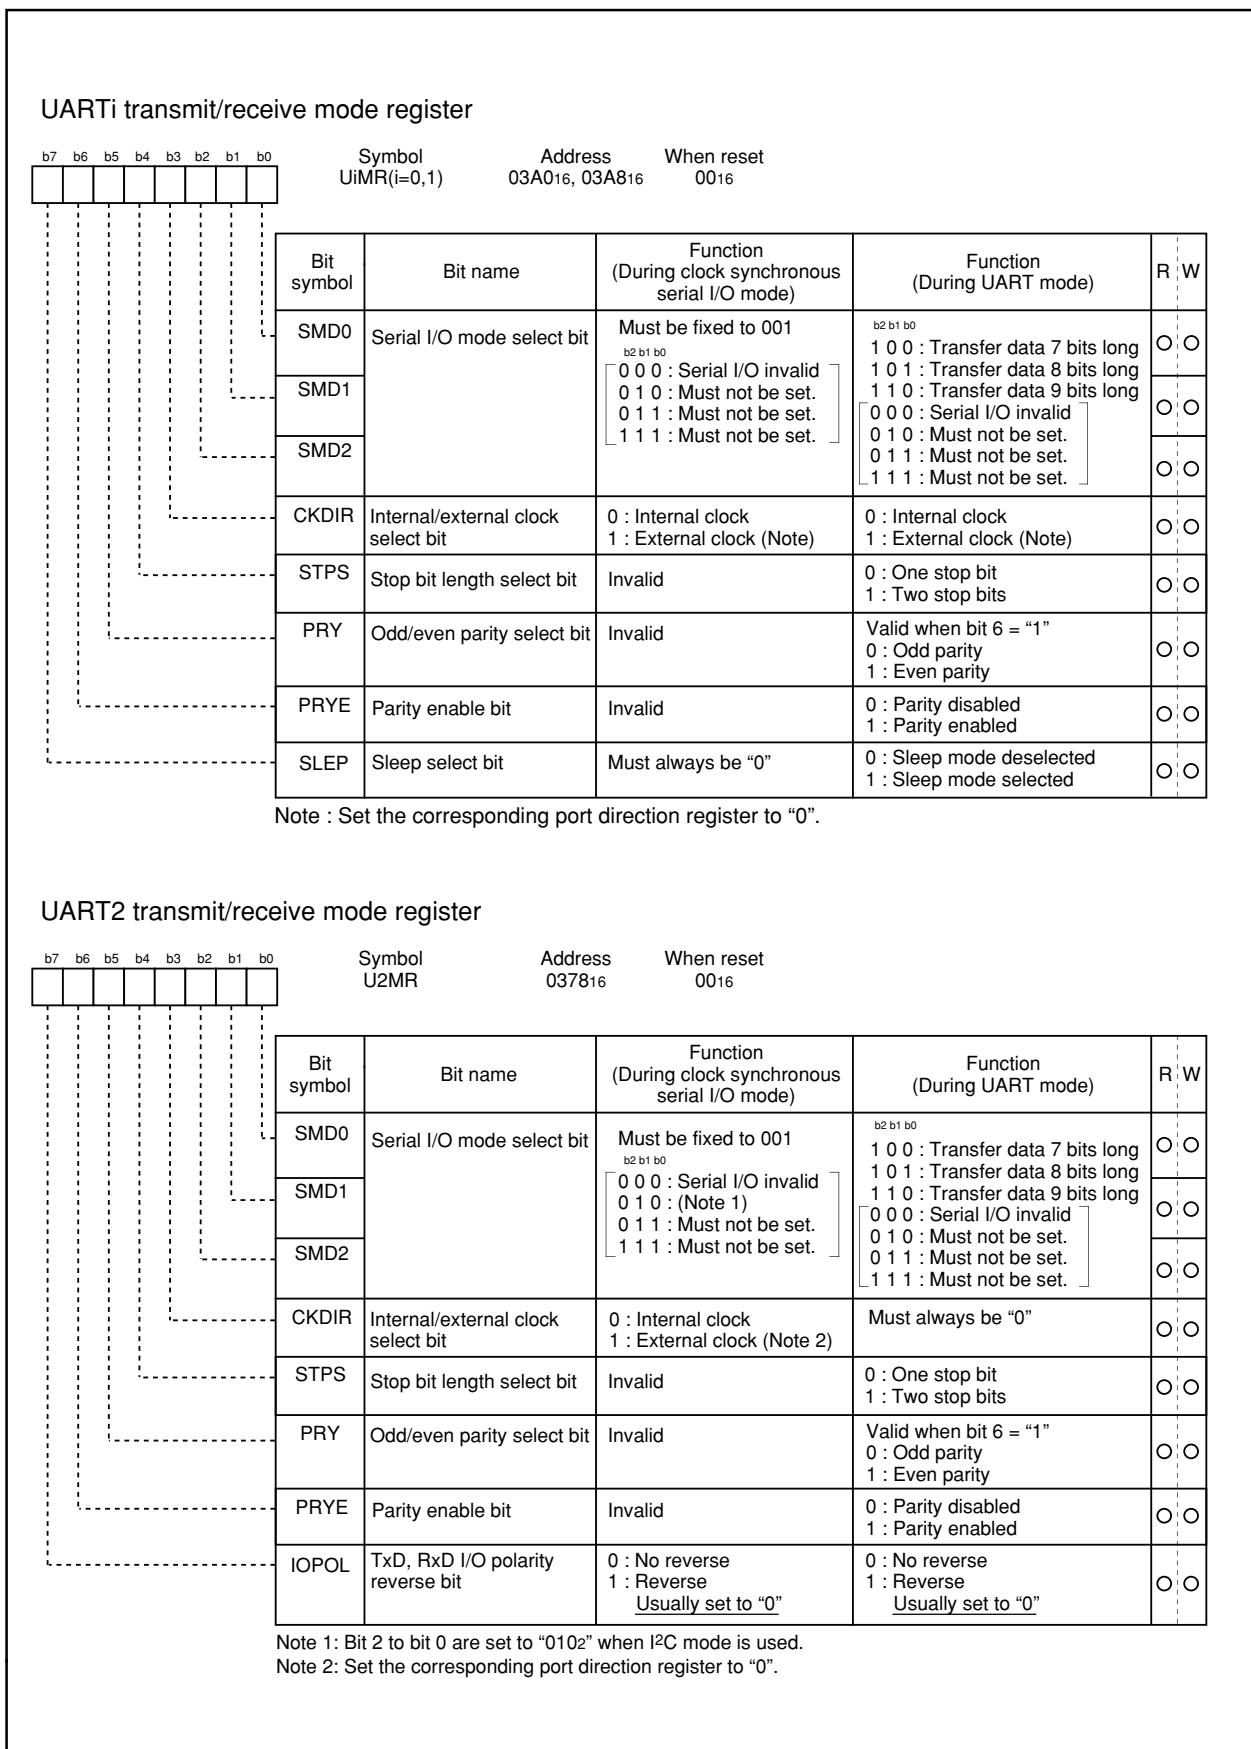 UARTi transmit/receive mode register
b7 b6 b5 b4 b3 b2 b1 b0
Symbol Address When reset
UiMR(i=0,1) 03A016, 03A816 0016
Bit symbol Bit name Function (During clock synchronous serial I/O mode) Function (During UART mode) R W
SMD0 Serial I/O mode select bit
SMD1
SMD2
Must be fixed to 001
b2 b1 b0
0 0 0 : Serial I/O invalid
0 1 0 : Must not be set.
0 1 1 : Must not be set.
1 1 1 : Must not be set.
b2 b1 b0
1 0 0 : Transfer data 7 bits long
1 0 1 : Transfer data 8 bits long
1 1 0 : Transfer data 9 bits long
0 0 0 : Serial I/O invalid
0 1 0 : Must not be set.
0 1 1 : Must not be set.
1 1 1 : Must not be set.
CKDIR Internal/external clock
select bit
0 : Internal clock
1 : External clock (Note)
0 : Internal clock
1 : External clock (Note)
STPS Stop bit length select bit Invalid
0 : One stop bit
1 : Two stop bits
PRY Odd/even parity select bit Invalid
Valid when bit 6 = “1”
0 : Odd parity
1 : Even parity
PRYE Parity enable bit Invalid
0 : Parity disabled
1 : Parity enabled
SLEP Sleep select bit Must always be “0”
0 : Sleep mode deselected
1 : Sleep mode selected
Note : Set the corresponding port direction register to “0”.
UART2 transmit/receive mode register
b7 b6 b5 b4 b3 b2 b1 b0
Symbol Address When reset
U2MR 037816 0016
Bit symbol Bit name Function (During clock synchronous serial I/O mode) Function (During UART mode) R W
SMD0 Serial I/O mode select bit
SMD1
SMD2
Must be fixed to 001
b2 b1 b0
0 0 0 : Serial I/O invalid
0 1 0 : (Note 1)
0 1 1 : Must not be set.
1 1 1 : Must not be set.
b2 b1 b0
1 0 0 : Transfer data 7 bits long
1 0 1 : Transfer data 8 bits long
1 1 0 : Transfer data 9 bits long
0 0 0 : Serial I/O invalid
0 1 0 : Must not be set.
0 1 1 : Must not be set.
1 1 1 : Must not be set.
CKDIR Internal/external clock
select bit
0 : Internal clock
1 : External clock (Note 2)
Must always be “0”
STPS Stop bit length select bit Invalid
0 : One stop bit
1 : Two stop bits
PRY Odd/even parity select bit Invalid
Valid when bit 6 = “1”
0 : Odd parity
1 : Even parity
PRYE Parity enable bit Invalid
0 : Parity disabled
1 : Parity enabled
IOPOL TxD, RxD I/O polarity
reverse bit
0 : No reverse
1 : Reverse
Usually set to “0”
0 : No reverse
1 : Reverse
Usually set to “0”
Note 1: Bit 2 to bit 0 are set to “0102” when I2C mode is used.
Note 2: Set the corresponding port direction register to “0”.